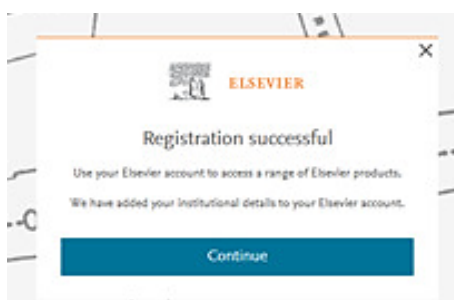 ELSEVIER
Registration successful
Use your Elsevier account to access a range of Elsevier products.
We have added your institutional details to your Elsevier account.
Continue